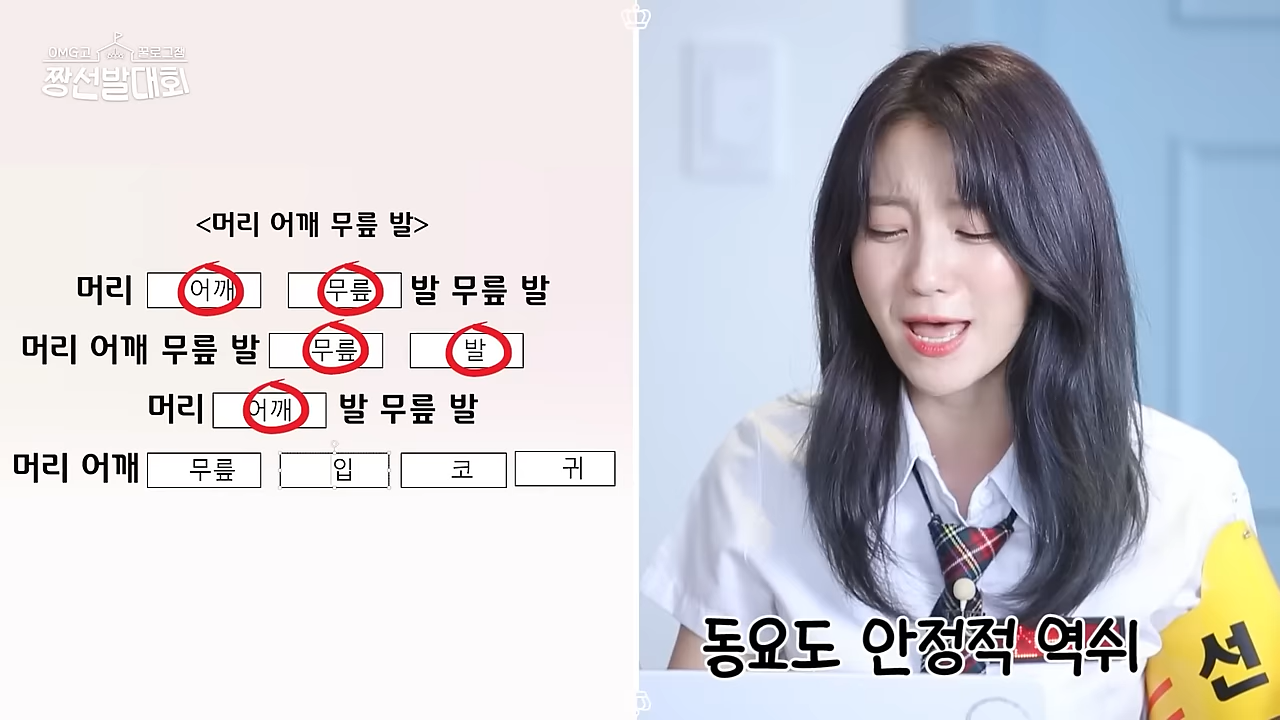 OMG고 꿀로그잼
짱선발대회
<머리 어깨 무릎 발>
머리 어깨 무릎 발 무릎 발
머리 어깨 무릎 발 무릎 발
머리 어깨 발 무릎 발
머리 어깨 무릎 입 코 귀
동요도 안정적 역쉬
선